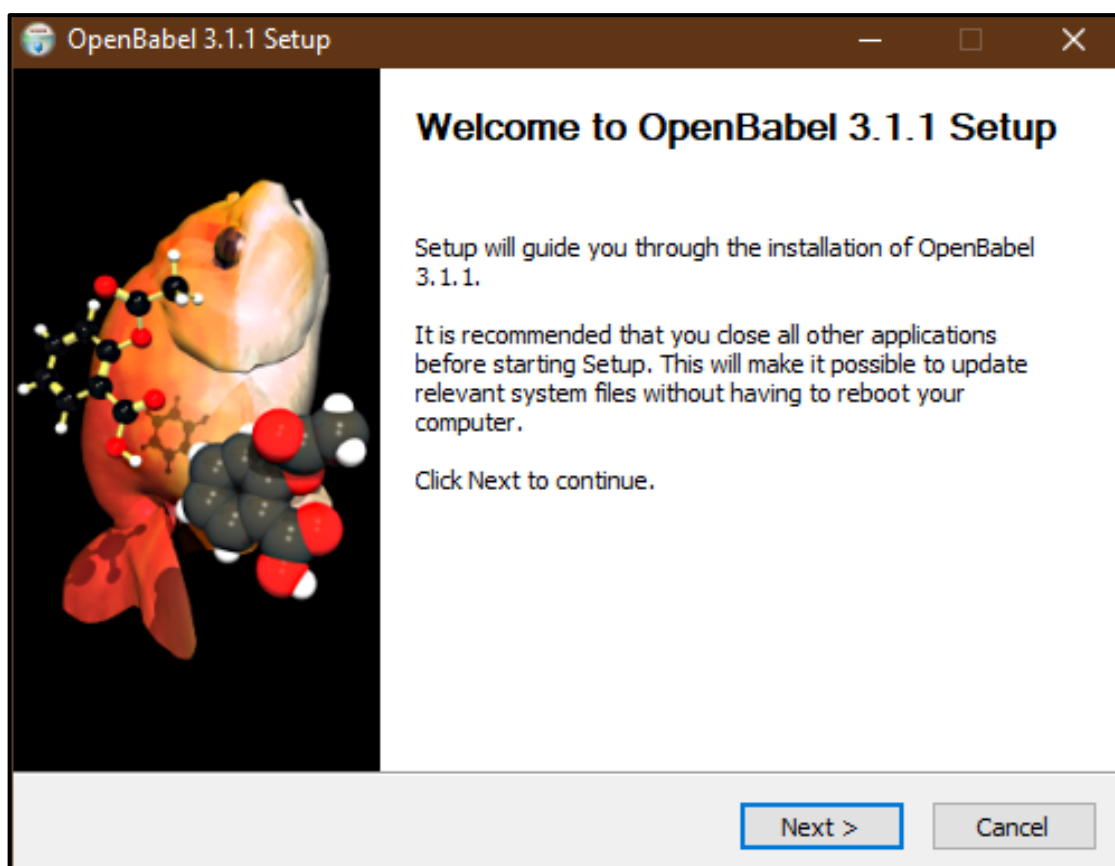 OpenBabel 3.1.1 Setup
Welcome to OpenBabel 3.1.1 Setup
Setup will guide you through the installation of OpenBabel
3.1.1.
It is recommended that you close all other applications
before starting Setup. This will make it possible to update
relevant system files without having to reboot your
computer.
Click Next to continue.
Next >
Cancel